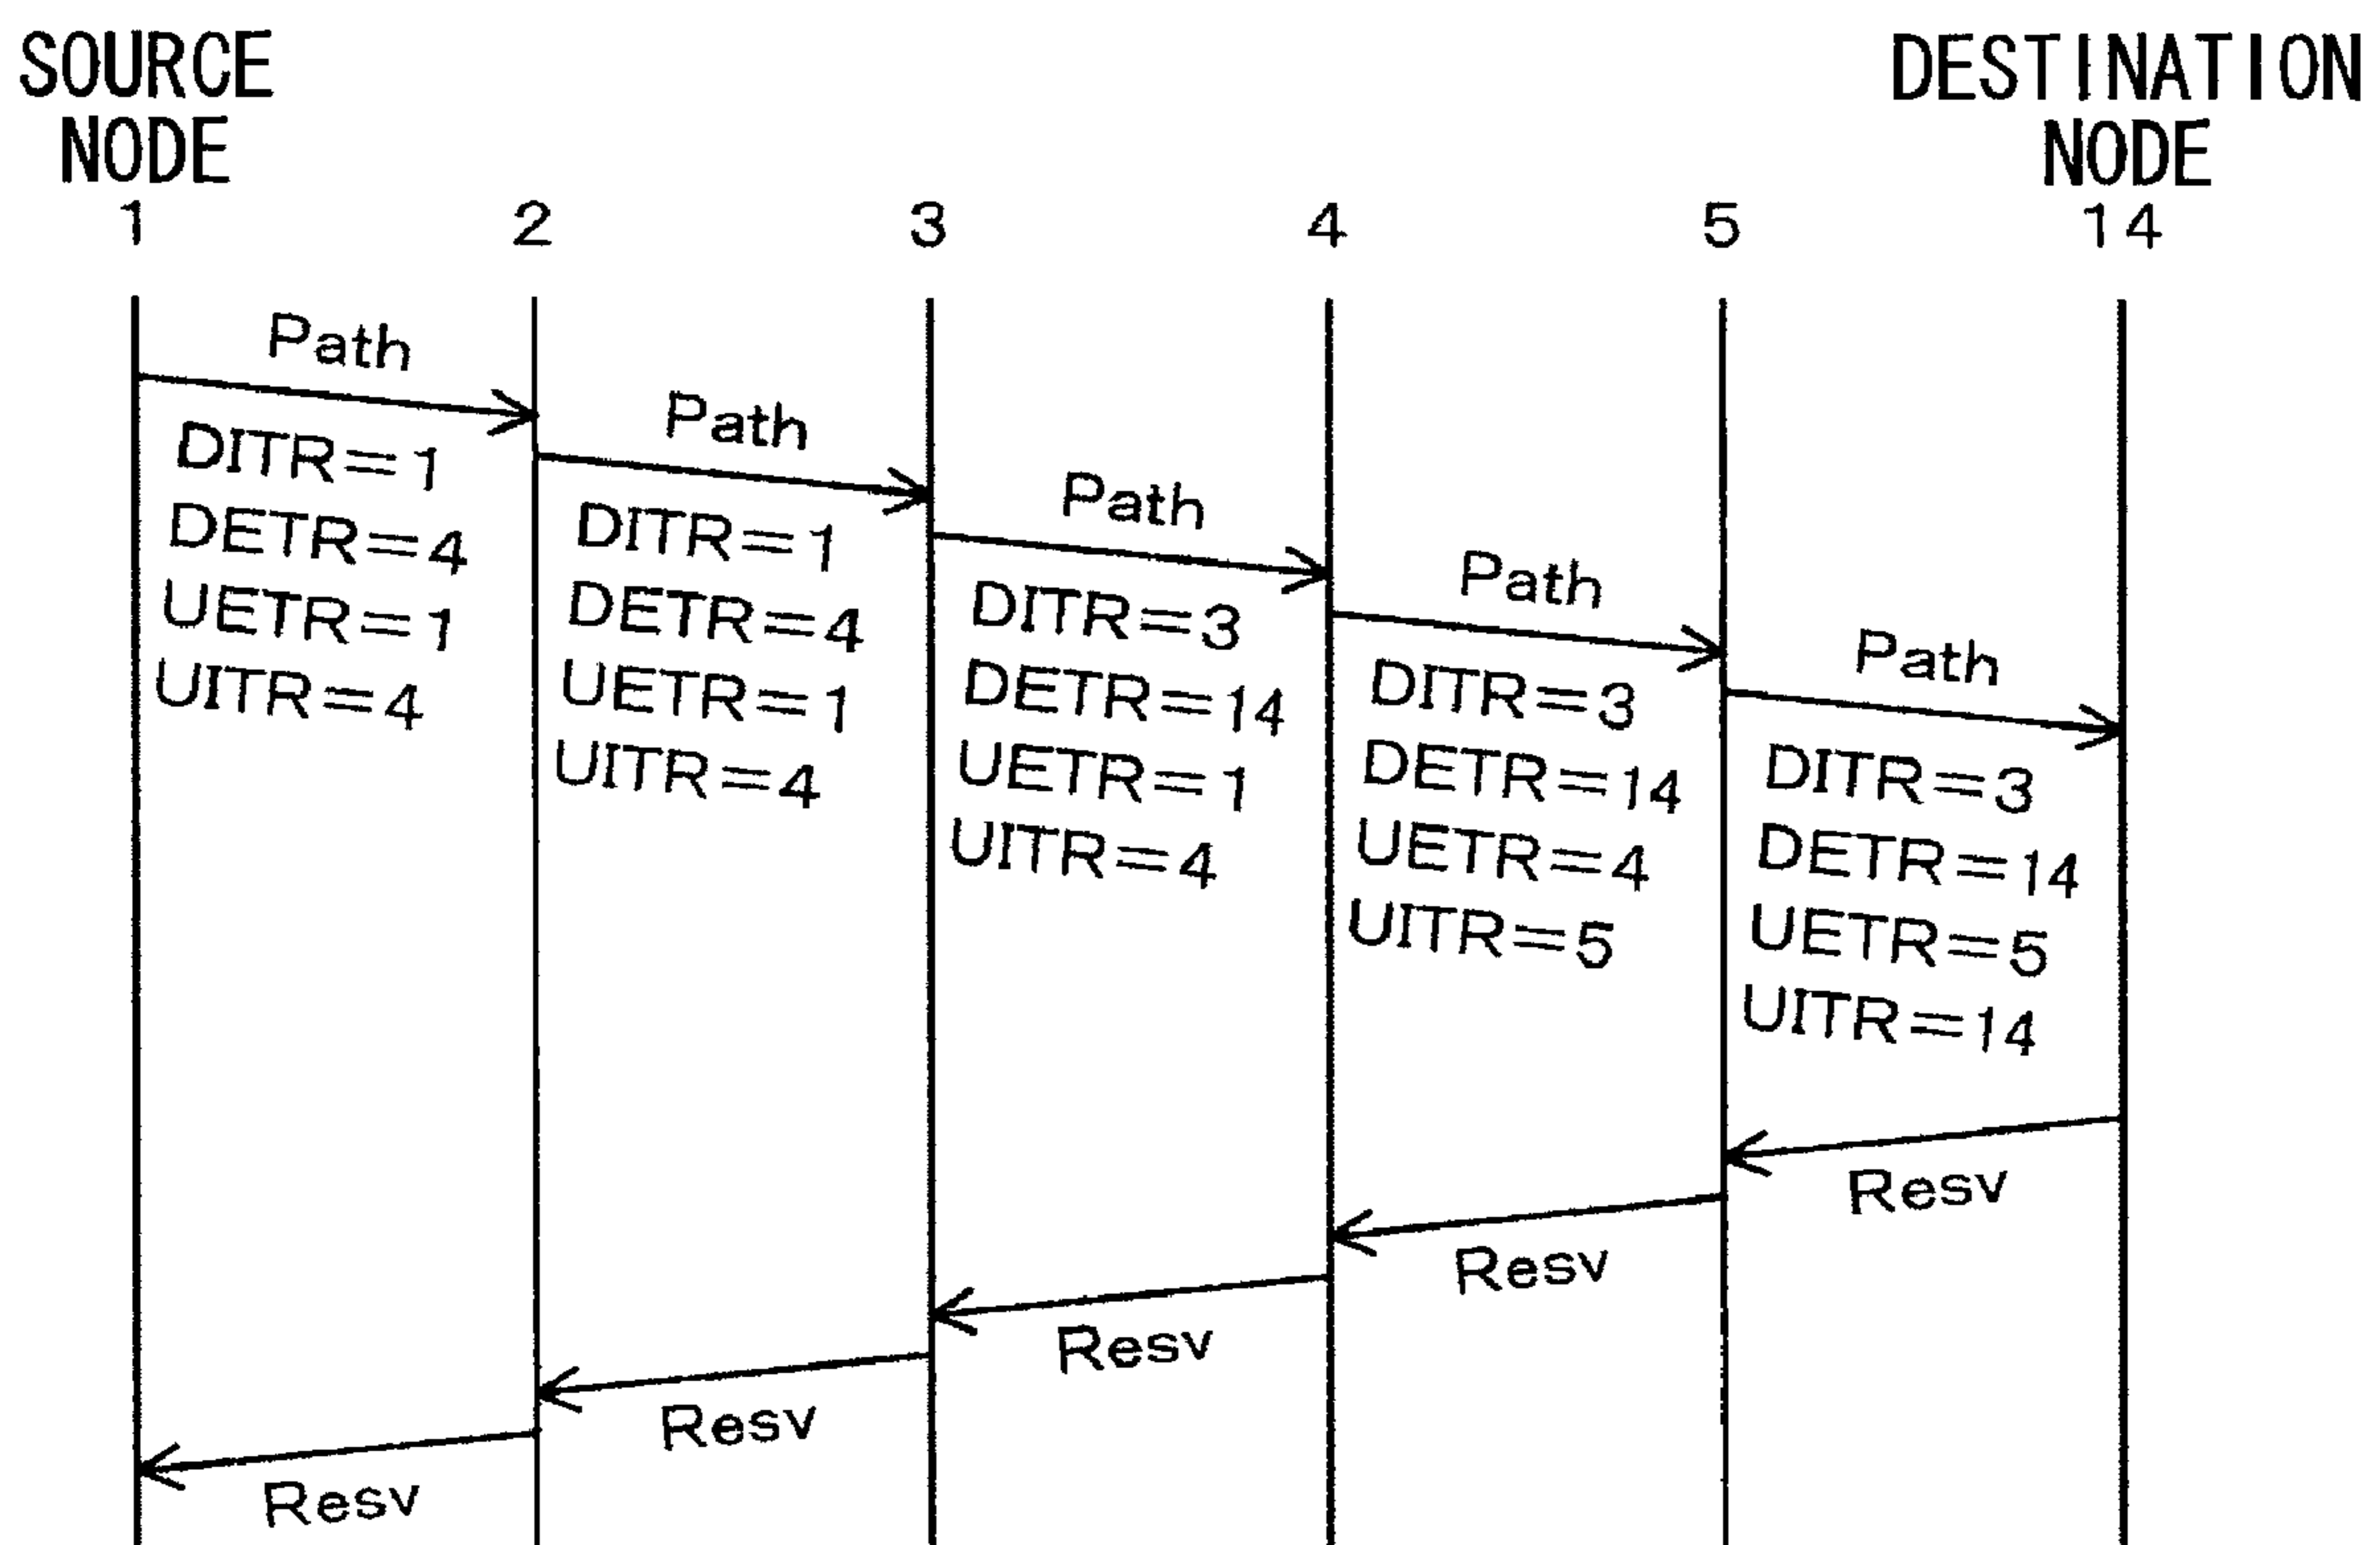 SOURCE
NODE
DESTINATION
NODE
1 2 3 4 5 14
Path
DITR=1
DETR=4
UETR=1
UITR=4
Path
DITR=1
DETR=4
UETR=1
UITR=4
Path
DITR=3
DETR=14
UETR=1
UITR=4
Path
DITR=3
DETR=14
UETR=4
UITR=5
Path
DITR=3
DETR=14
UETR=5
UITR=14
Resv
Resv
Resv
Resv
Resv